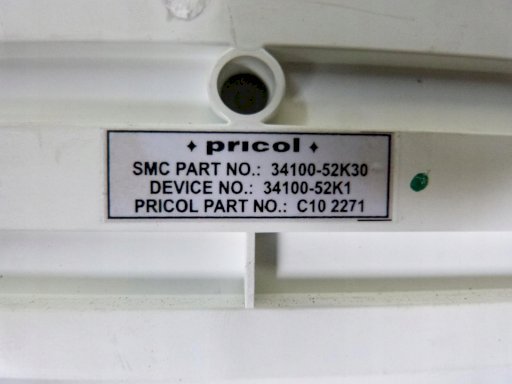 pricol
SMC PART NO.: 34100-52K30
DEVICE NO.: 34100-52K1
PRICOL PART NO.: C10 2271